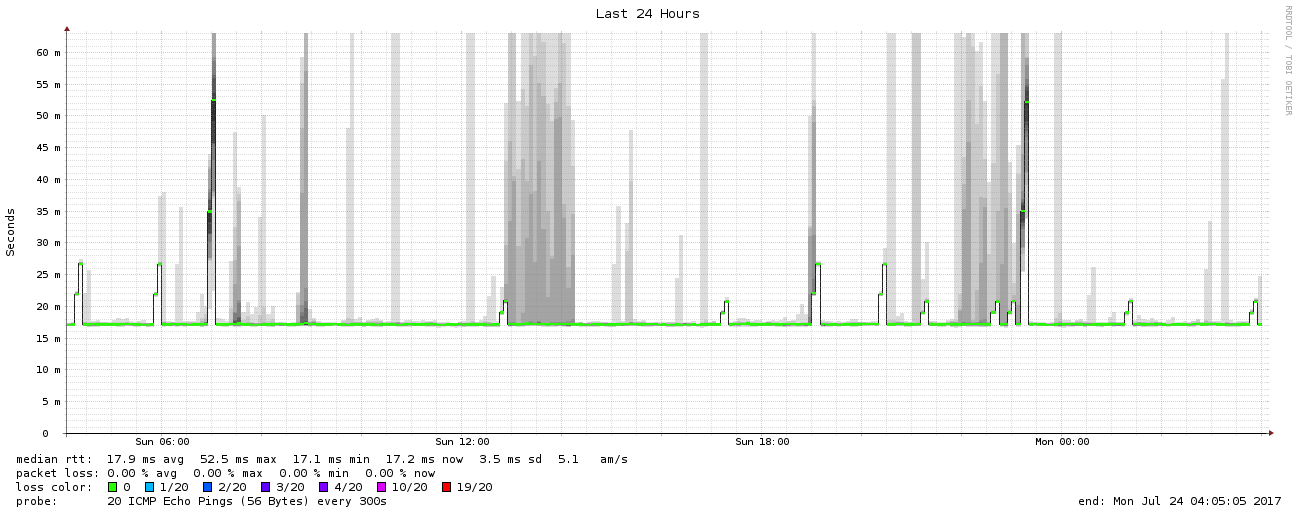 Last 24 Hours
RRDTOOL / TOBI OETIKER
Seconds
60 m
55 m
50 m
45 m
40 m
35 m
30 m
25 m
20 m
15 m
10 m
5 m
0
Sun 06:00 Sun 12:00 Sun 18:00 Mon 00:00
median rtt: 17.9 ms avg 52.5 ms max 17.1 ms min 17.2 ms now 3.5 ms sd 5.1 am/s
packet loss: 0.00 % avg 0.00 % max 0.00 % min 0.00 % now
loss color: 0 1/20 2/20 3/20 4/20 10/20 19/20
probe: 20 ICMP Echo Pings (56 Bytes) every 300s end: Mon Jul 24 04:05:05 2017